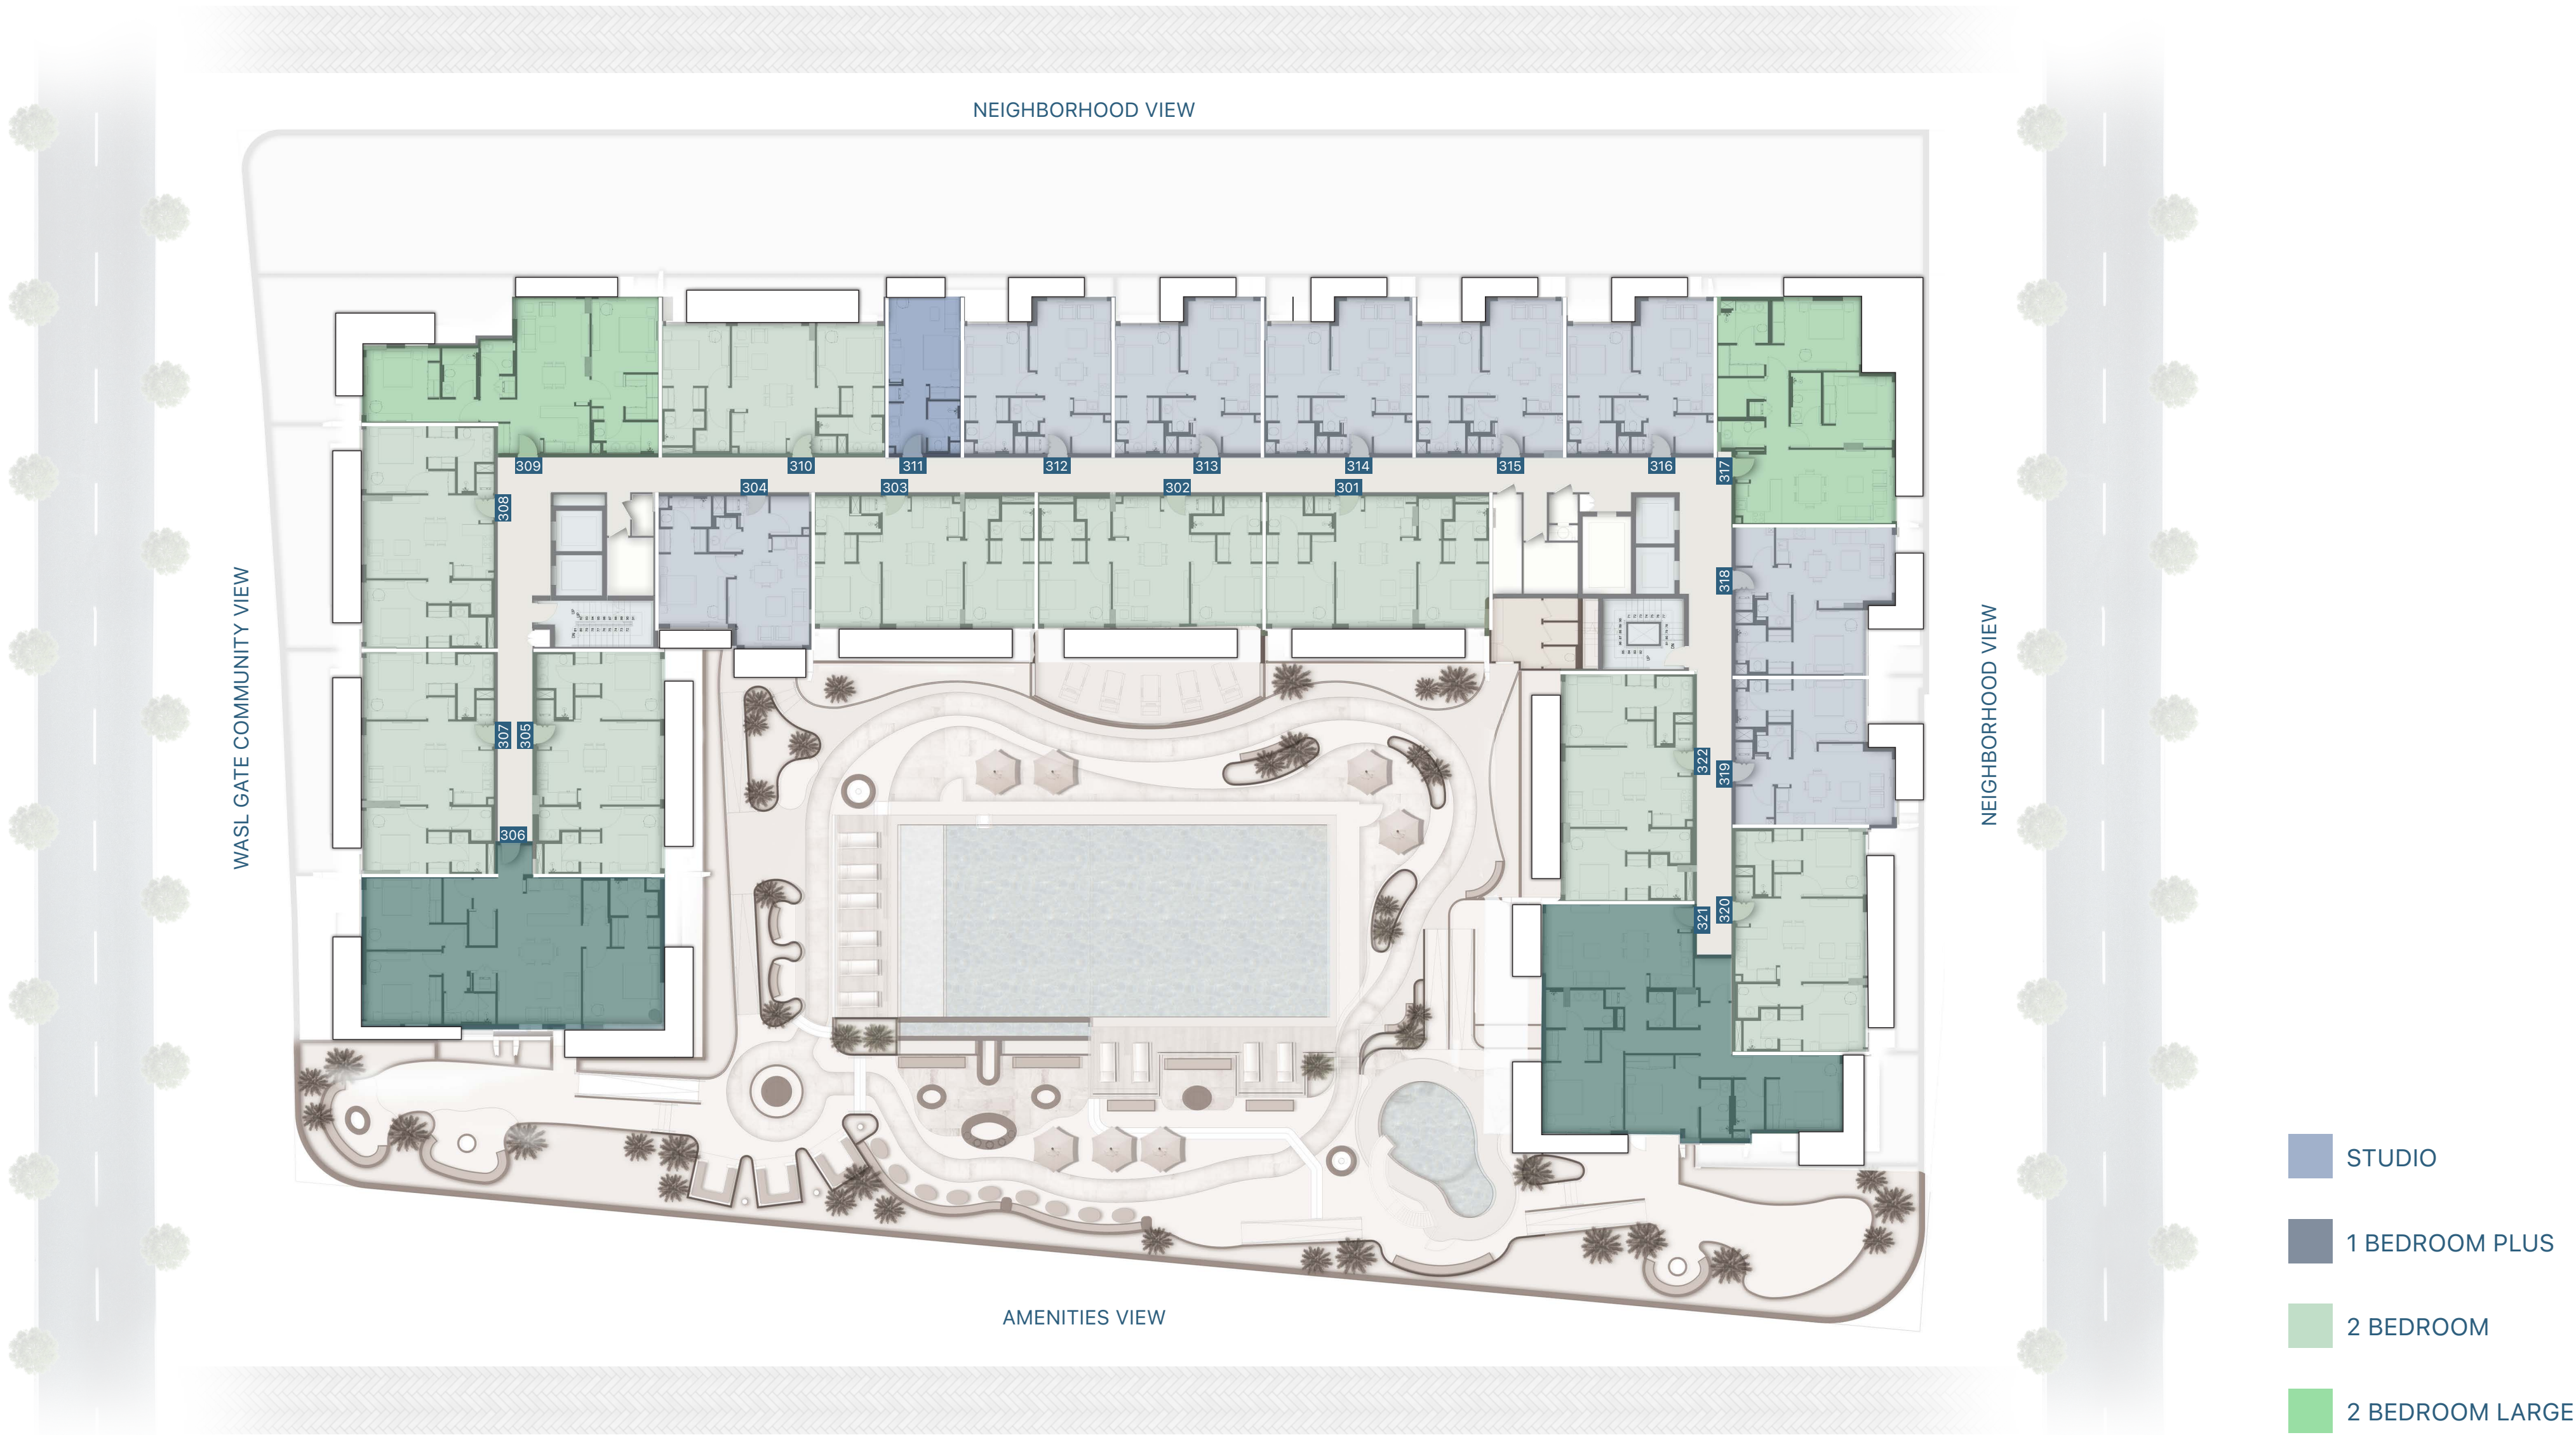 NEIGHBORHOOD VIEW
309
310
311
312
313
314
315
316
317
304
303
302
301
308
318
WASL GATE COMMUNITY VIEW
NEIGHBORHOOD VIEW
307
305
322
319
306
321
320
STUDIO
1 BEDROOM PLUS
2 BEDROOM
2 BEDROOM LARGE
AMENITIES VIEW